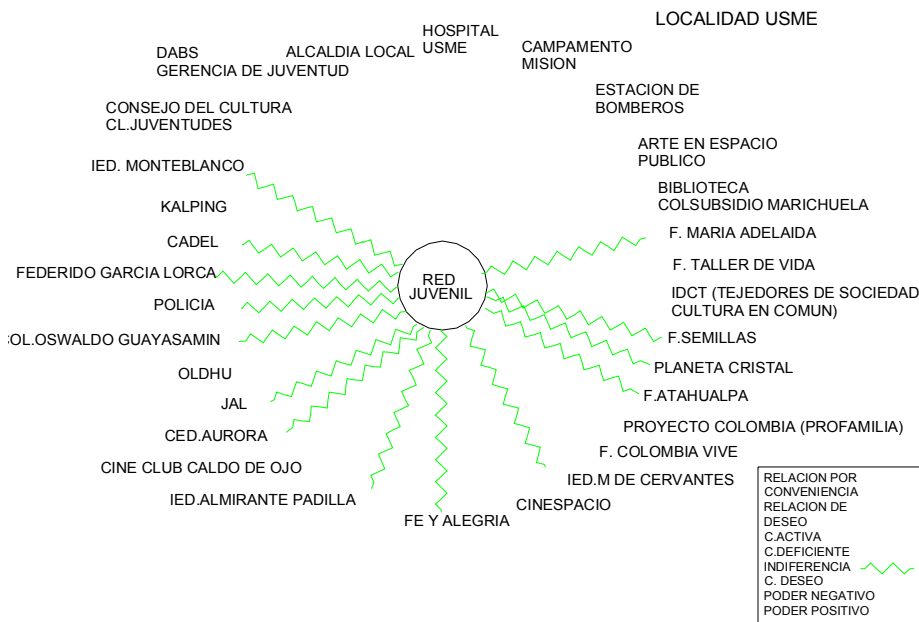 LOCALIDAD USME
HOSPITAL
USME
DABS
GERENCIA DE JUVENTUD
ALCALDIA LOCAL
CAMPAMENTO
MISION
ESTACION DE
BOMBEROS
CONSEJO DEL CULTURA
CL.JUVENTUDES
ARTE EN ESPACIO
PUBLICO
IED. MONTEBLANCO
BIBLIOTECA
COLSUBSIDIO MARICHUELA
KALPING
F. MARIA ADELAIDA
CADEL
F. TALLER DE VIDA
FEDERIDO GARCIA LORCA
RED
JUVENIL
IDCT (TEJEDORES DE SOCIEDAD
CULTURA EN COMUN)
POLICIA
COL.OSWALDO GUAYASAMIN
F.SEMILLAS
OLDHU
PLANETA CRISTAL
JAL
F.ATAHUALPA
CED.AURORA
PROYECTO COLOMBIA (PROFAMILIA)
CINE CLUB CALDO DE OJO
F. COLOMBIA VIVE
IED.ALMIRANTE PADILLA
IED.M DE CERVANTES
CINESPACIO
FE Y ALEGRIA
RELACION POR
CONVENIENCIA
RELACION DE
DESEO
C.ACTIVA
C.DEFICIENTE
INDIFERENCIA
C. DESEO
PODER NEGATIVO
PODER POSITIVO